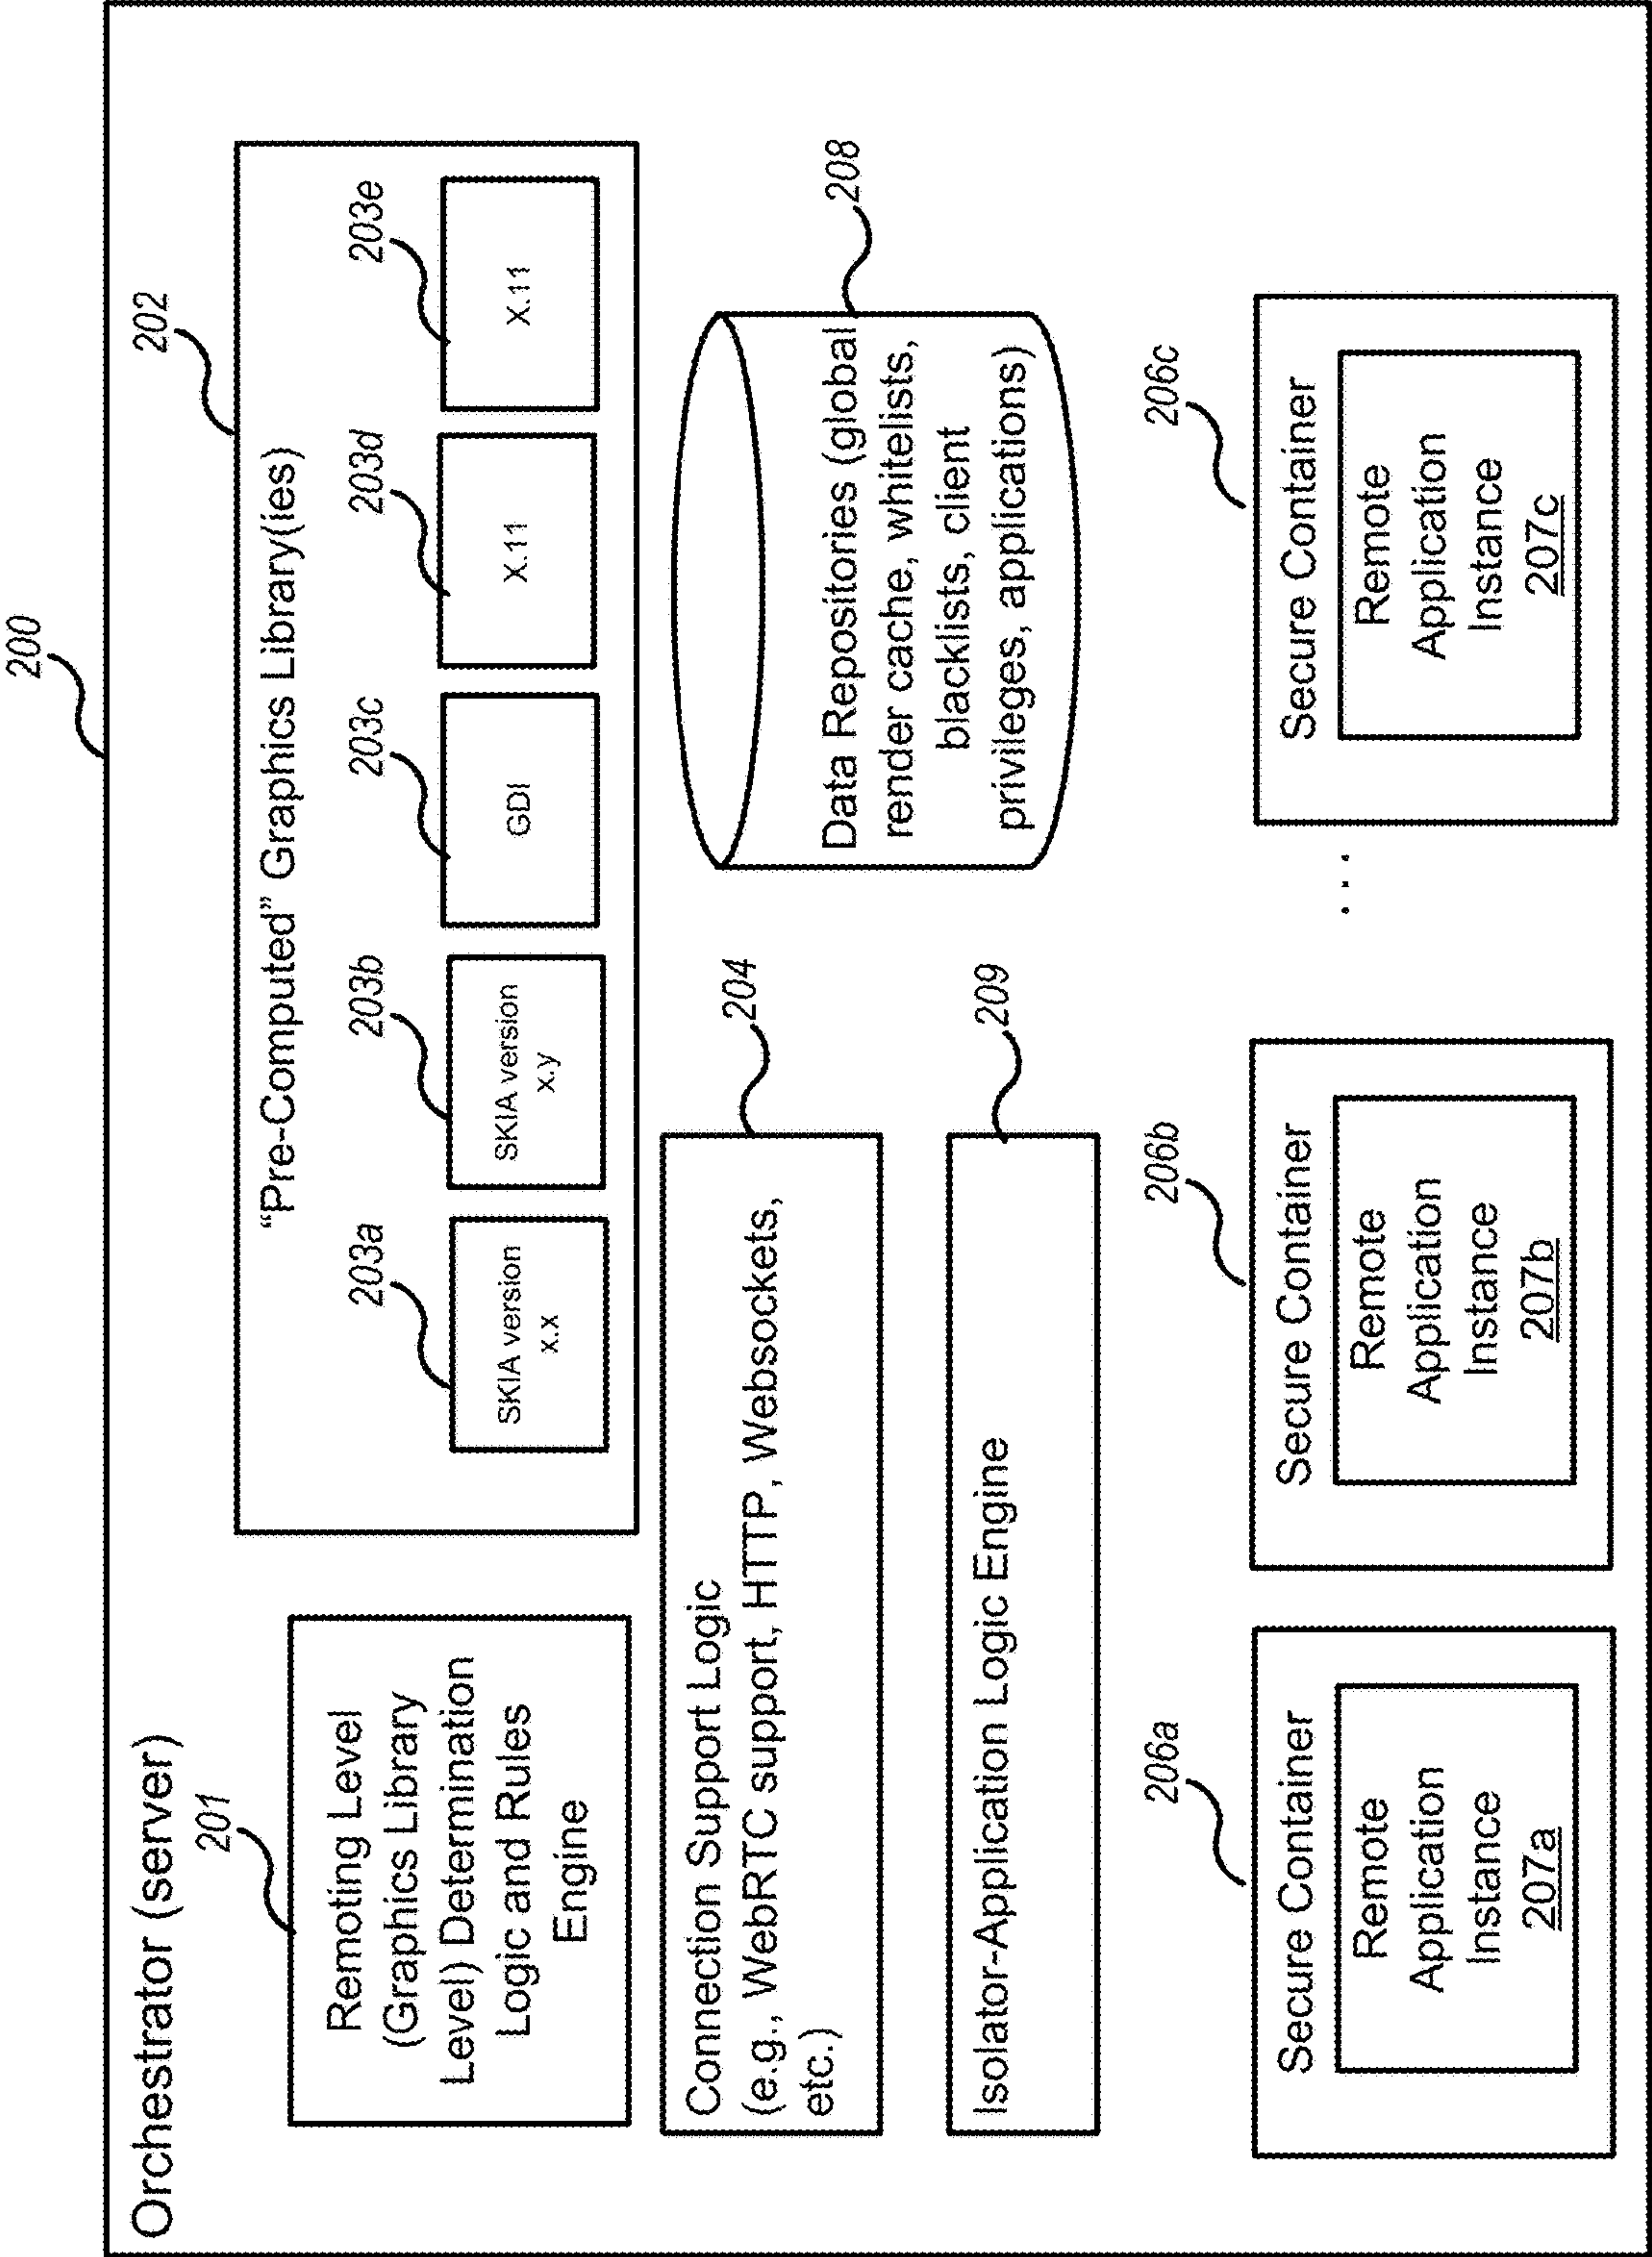 200
Orchestrator (server)
201
Remoting Level
(Graphics Library
Level) Determination
Logic and Rules
Engine
202
“Pre-Computed” Graphics Library(ies)
203a
SKIA version
x.x
203b
SKIA version
x.y
203c
GDI
203d
X.11
203e
X.11
204
Connection Support Logic
(e.g., WebRTC support, HTTP, Websockets,
etc.)
208
Data Repositories (global
render cache, whitelists,
blacklists, client
privileges, applications)
209
Isolator-Application Logic Engine
206a
Secure Container
Remote
Application
Instance
207a
206b
Secure Container
Remote
Application
Instance
207b
...
206c
Secure Container
Remote
Application
Instance
207c